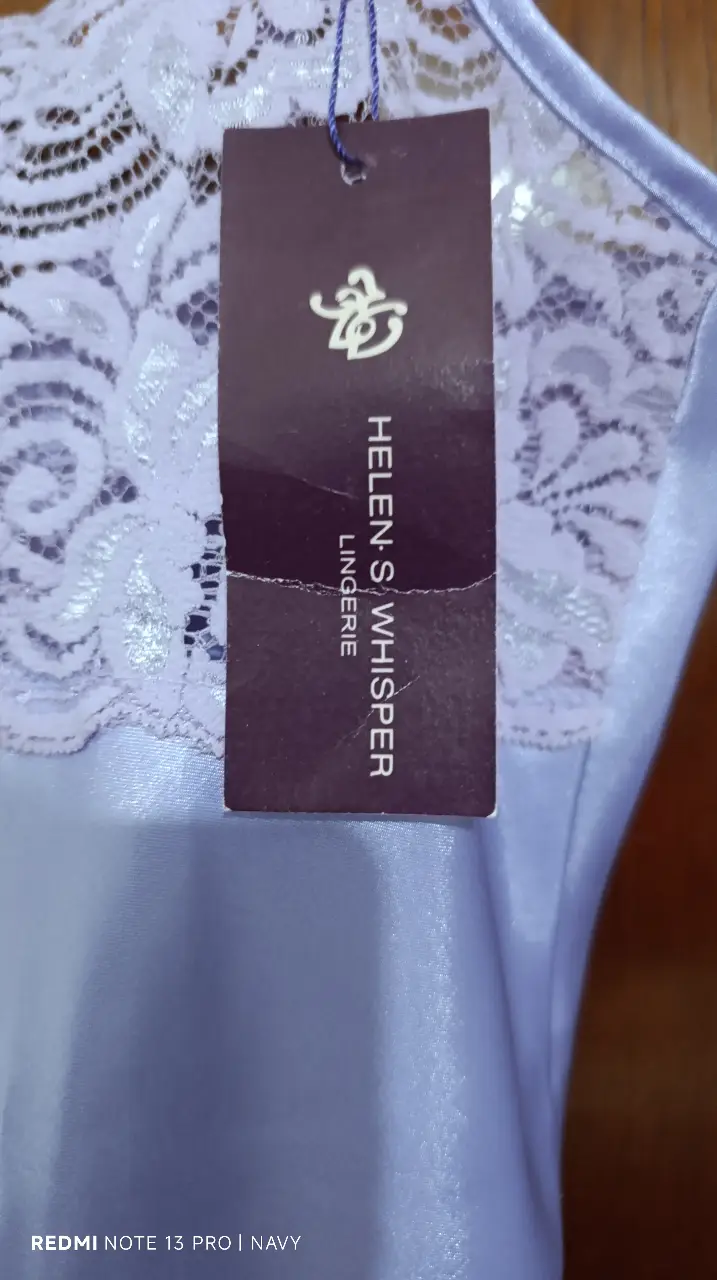 HELEN·S WHISPER
LINGERIE
REDMI NOTE 13 PRO | NAVY